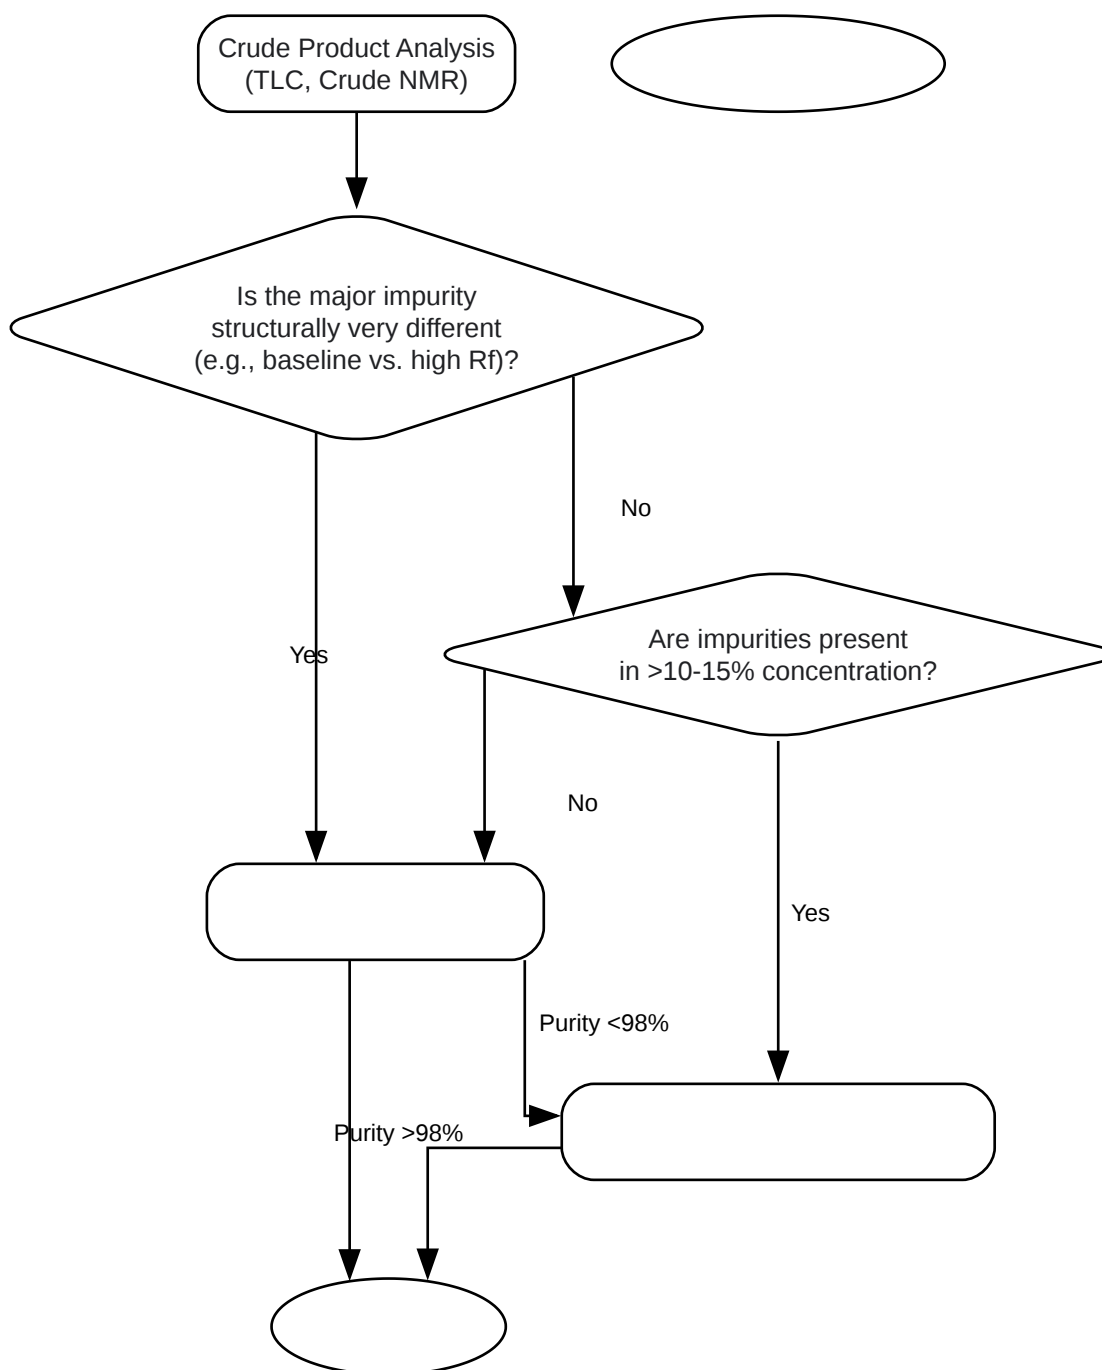 Crude Product Analysis
(TLC, Crude NMR)
Is the major impurity
structurally very different
(e.g., baseline vs. high Rf)?
No
Are impurities present
in >10-15% concentration?
Yes
No
Yes
Purity <98%
Purity >98%